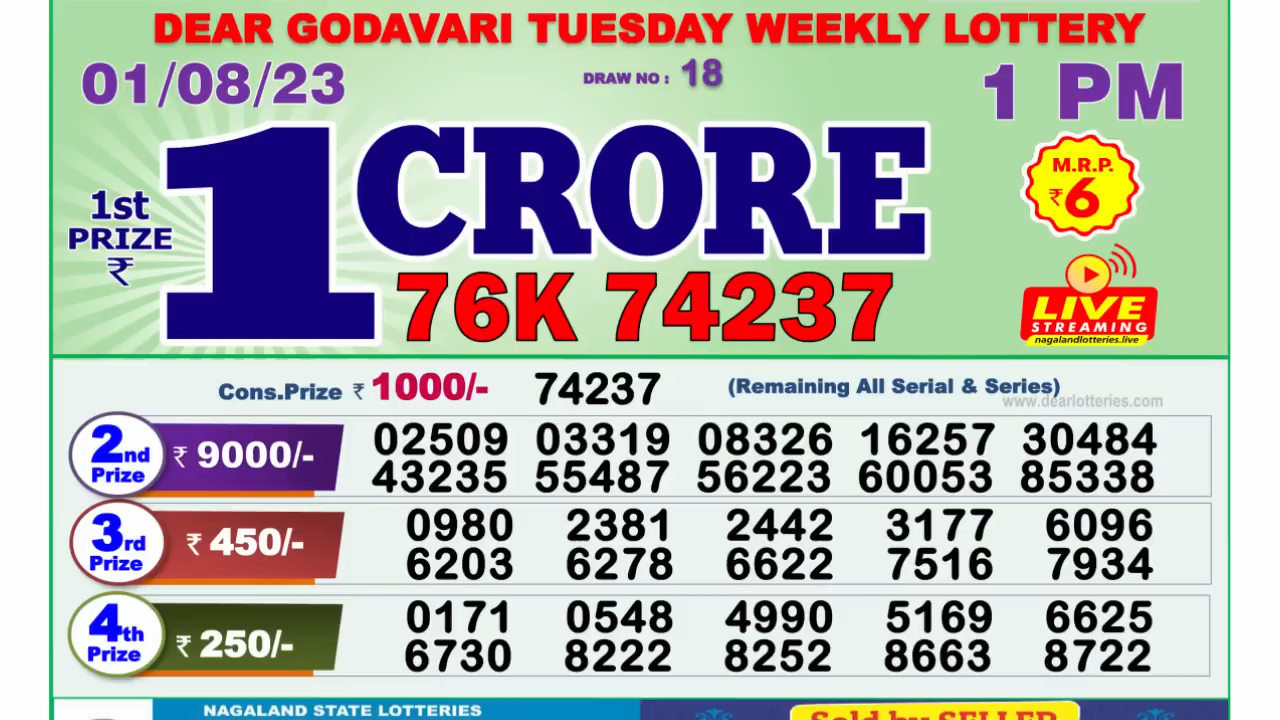 DEAR GODAVARI TUESDAY WEEKLY LOTTERY
01/08/23 DRAW NO : 18 1 PM
1st PRIZE ₹ 1 CRORE
76K 74237
M.R.P.
₹ 6
LIVE
STREAMING
nagalandlotteries.live
Cons.Prize ₹ 1000/- 74237 (Remaining All Serial & Series)
www.dearlotteries.com
2nd Prize ₹ 9000/-
02509 03319 08326 16257 30484
43235 55487 56223 60053 85338
3rd Prize ₹ 450/-
0980 2381 2442 3177 6096
6203 6278 6622 7516 7934
4th Prize ₹ 250/-
0171 0548 4990 5169 6625
6730 8222 8252 8663 8722
NAGALAND STATE LOTTERIES
Sold by SELLER